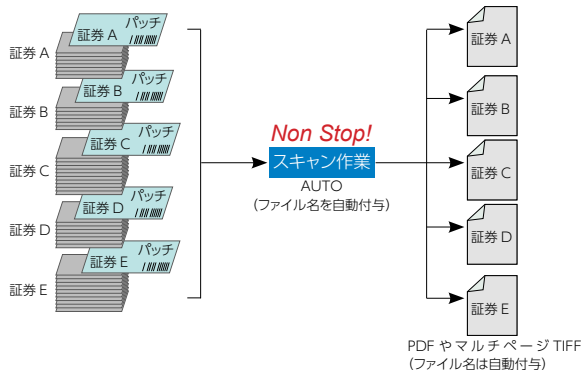 パッチ
証券 A
証券 A
パッチ
証券 B
証券 B
パッチ
証券 C
証券 C
パッチ
証券 D
証券 D
パッチ
証券 E
証券 E
Non Stop!
スキャン作業
AUTO
(ファイル名を自動付与)
証券 A
証券 B
証券 C
証券 D
証券 E
PDF やマルチページ TIFF
(ファイル名は自動付与)